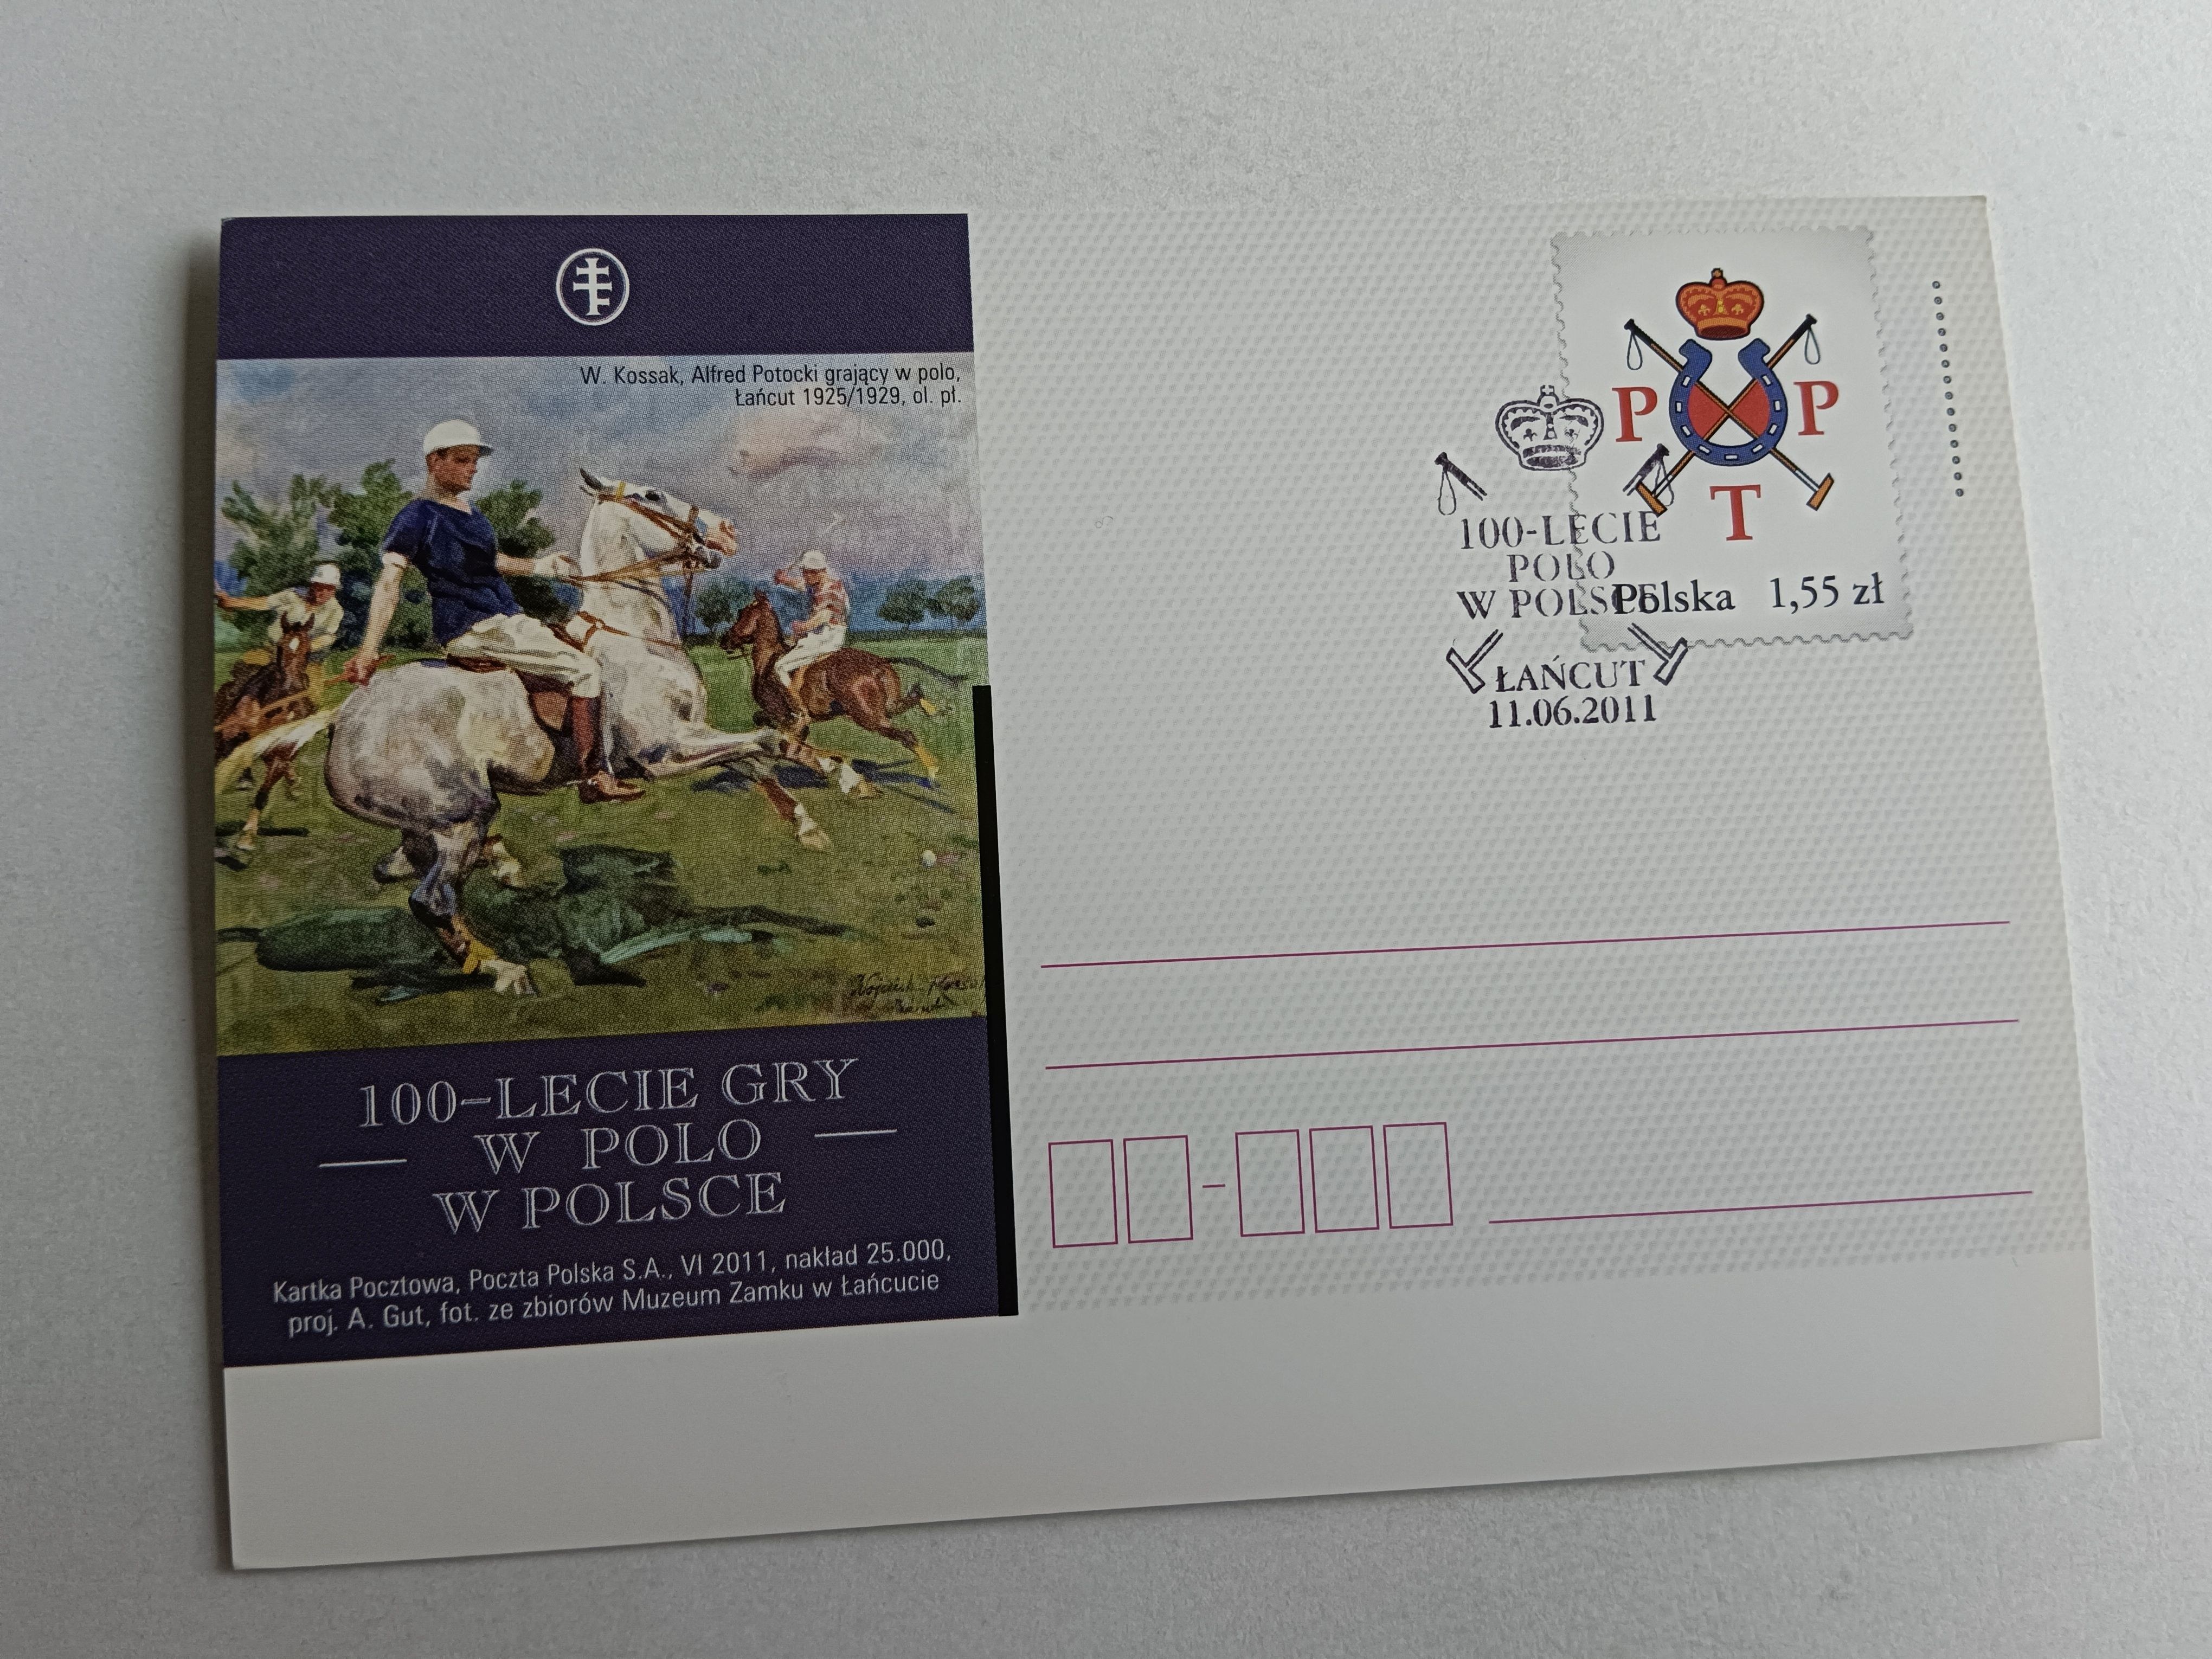 W. Kossak, Alfred Potocki grający w polo,
Łańcut 1925/1929, ol. pł.
100-LECIE GRY
W POLO
W POLSCE
Kartka Pocztowa, Poczta Polska S.A., VI 2011, nakład 25.000,
proj. A. Gut, fot. ze zbiorów Muzeum Zamku w Łańcucie
P P
T
Polska 1,55 zł
100-LECIE
POLO
W POLSCE
ŁAŃCUT
11.06.2011